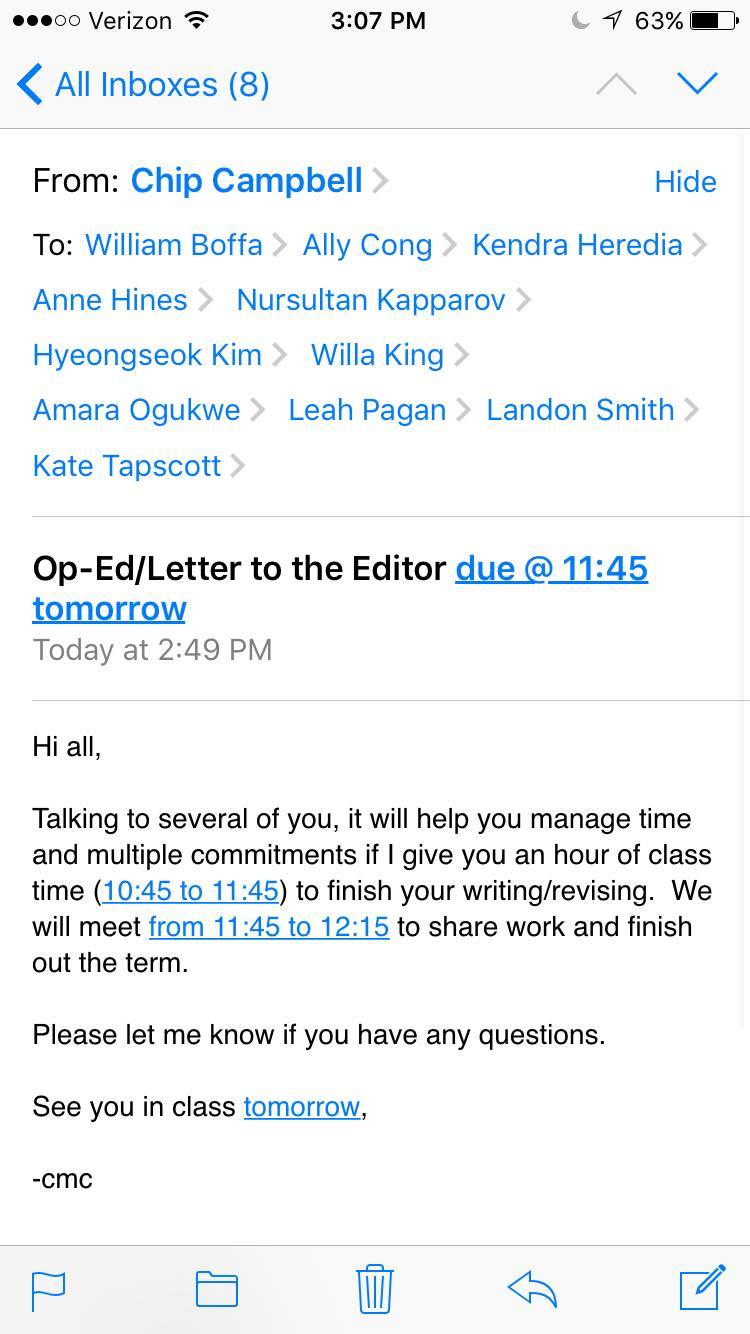 Verizon 3:07 PM 63%
All Inboxes (8)
From: Chip Campbell Hide
To: William Boffa Ally Cong Kendra Heredia
Anne Hines Nursultan Kapparov
Hyeongseok Kim Willa King
Amara Ogukwe Leah Pagan Landon Smith
Kate Tapscott
Op-Ed/Letter to the Editor due @ 11:45
tomorrow
Today at 2:49 PM
Hi all,
Talking to several of you, it will help you manage time
and multiple commitments if I give you an hour of class
time (10:45 to 11:45) to finish your writing/revising.  We
will meet from 11:45 to 12:15 to share work and finish
out the term.
Please let me know if you have any questions.
See you in class tomorrow,
-cmc